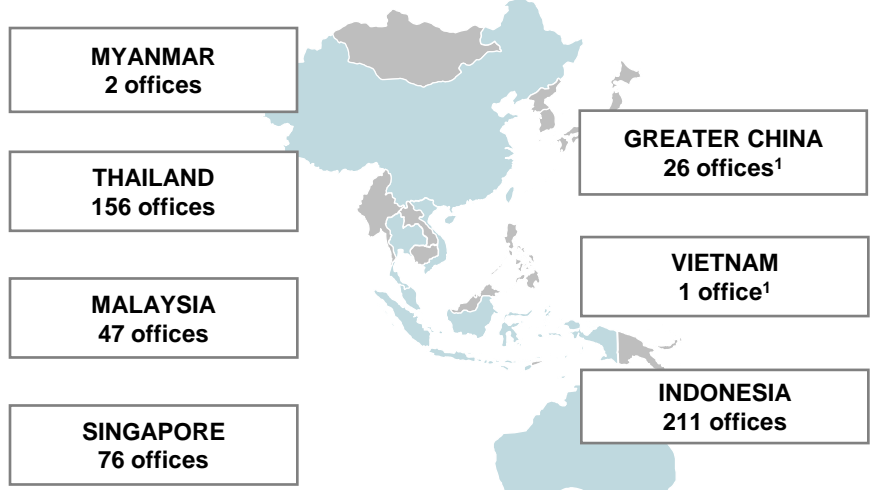 MYANMAR
2 offices
THAILAND
156 offices
MALAYSIA
47 offices
SINGAPORE
76 offices
GREATER CHINA
26 offices¹
VIETNAM
1 office¹
INDONESIA
211 offices